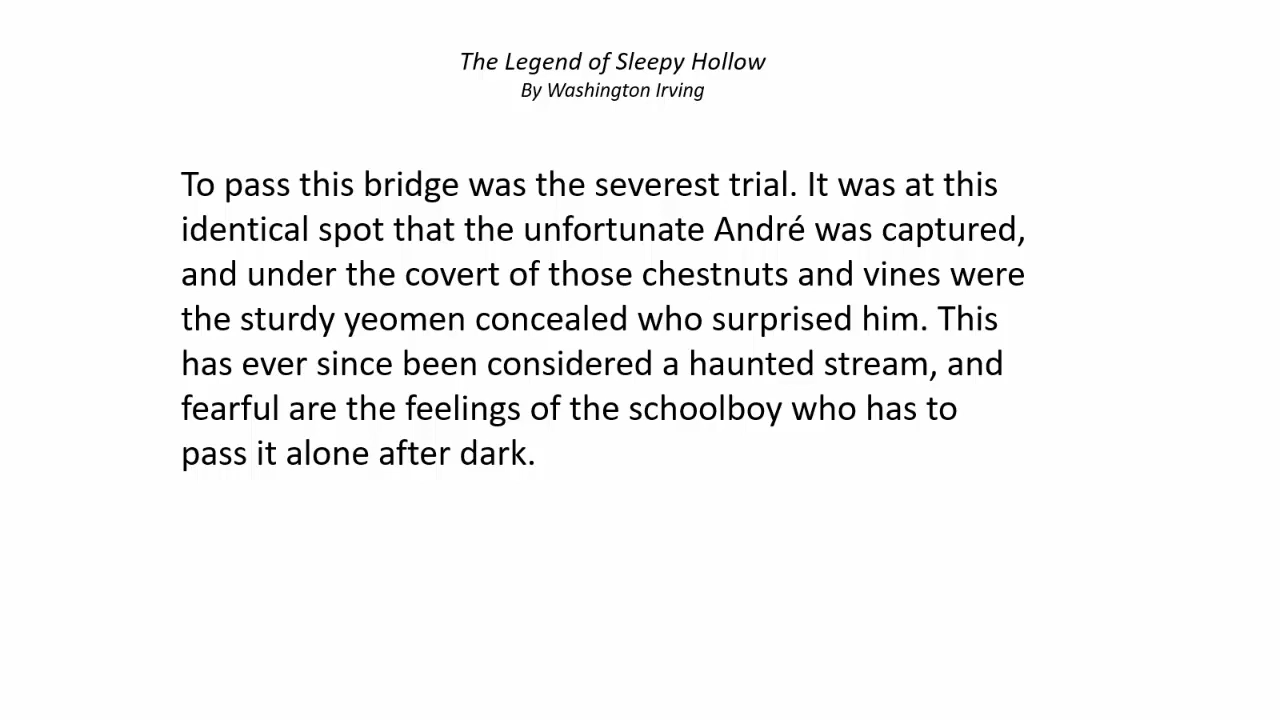 The Legend of Sleepy Hollow
By Washington Irving
To pass this bridge was the severest trial. It was at this
identical spot that the unfortunate André was captured,
and under the covert of those chestnuts and vines were
the sturdy yeomen concealed who surprised him. This
has ever since been considered a haunted stream, and
fearful are the feelings of the schoolboy who has to
pass it alone after dark.